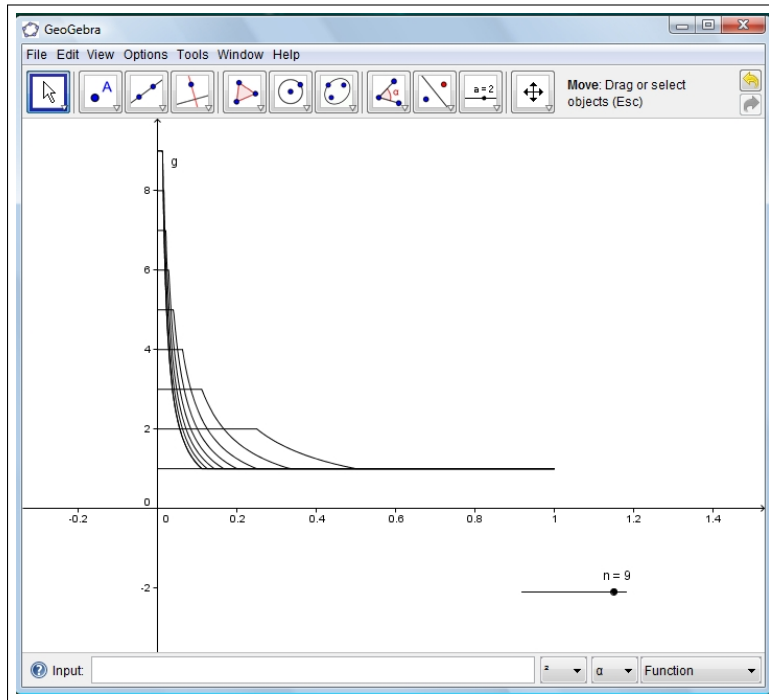 GeoGebra
File Edit View Options Tools Window Help
A
α
a = 2
Move: Drag or select
objects (Esc)
g
8
6
4
2
0
-0.2 0 0.2 0.4 0.6 0.8 1 1.2 1.4
n = 9
-2
Input:
² α Function